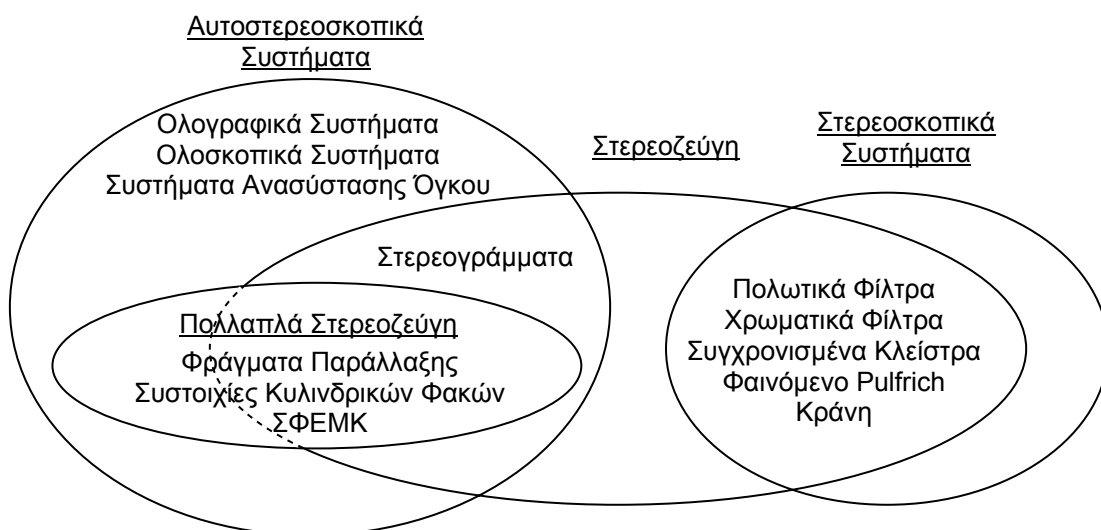 Αυτοστερεοσκοπικά
Συστήματα
Ολογραφικά Συστήματα
Ολοσκοπικά Συστήματα
Συστήματα Ανασύστασης Όγκου
Στερεοζεύγη
Στερεοσκοπικά
Συστήματα
Στερεογράμματα
Πολλαπλά Στερεοζεύγη
Φράγματα Παράλλαξης
Συστοιχίες Κυλινδρικών Φακών
ΣΦΕΜΚ
Πολωτικά Φίλτρα
Χρωματικά Φίλτρα
Συγχρονισμένα Κλείστρα
Φαινόμενο Pulfrich
Κράνη